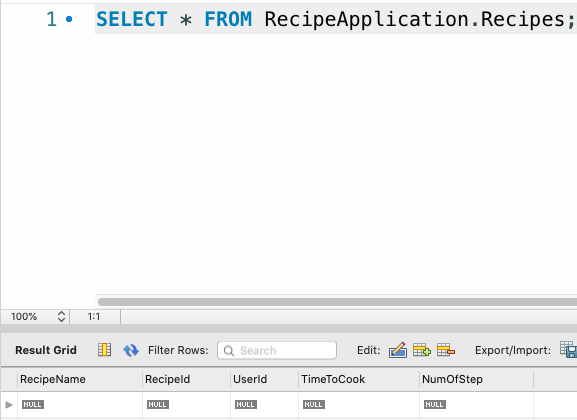 1 SELECT * FROM RecipeApplication.Recipes;
100% 1:1
Result Grid Filter Rows: Search Edit: Export/Import:
RecipeName RecipeId UserId TimeToCook NumOfStep
NULL NULL NULL NULL NULL